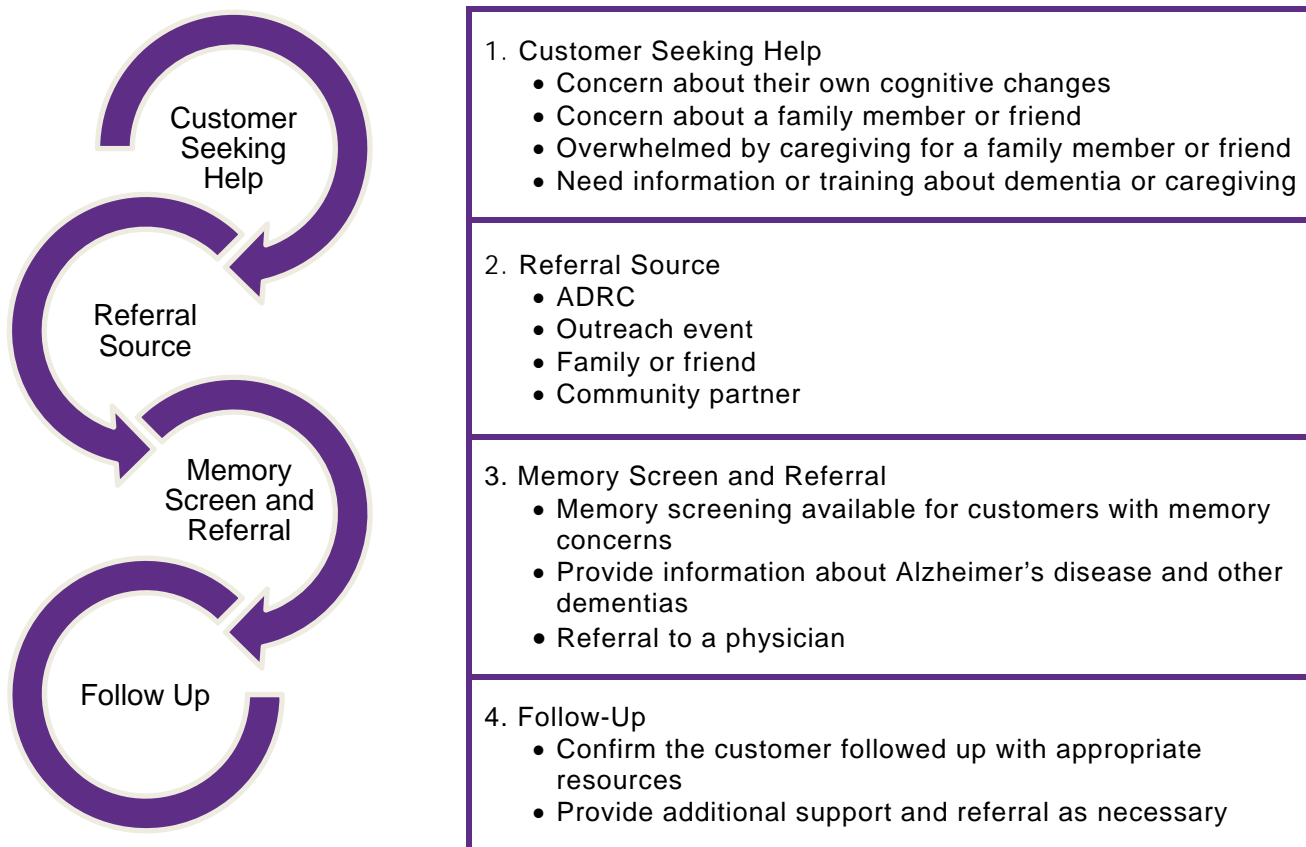 Customer
Seeking
Help
Referral
Source
Memory
Screen and
Referral
Follow Up
1. Customer Seeking Help
• Concern about their own cognitive changes
• Concern about a family member or friend
• Overwhelmed by caregiving for a family member or friend
• Need information or training about dementia or caregiving
2. Referral Source
• ADRC
• Outreach event
• Family or friend
• Community partner
3. Memory Screen and Referral
• Memory screening available for customers with memory
concerns
• Provide information about Alzheimer’s disease and other
dementias
• Referral to a physician
4. Follow-Up
• Confirm the customer followed up with appropriate
resources
• Provide additional support and referral as necessary